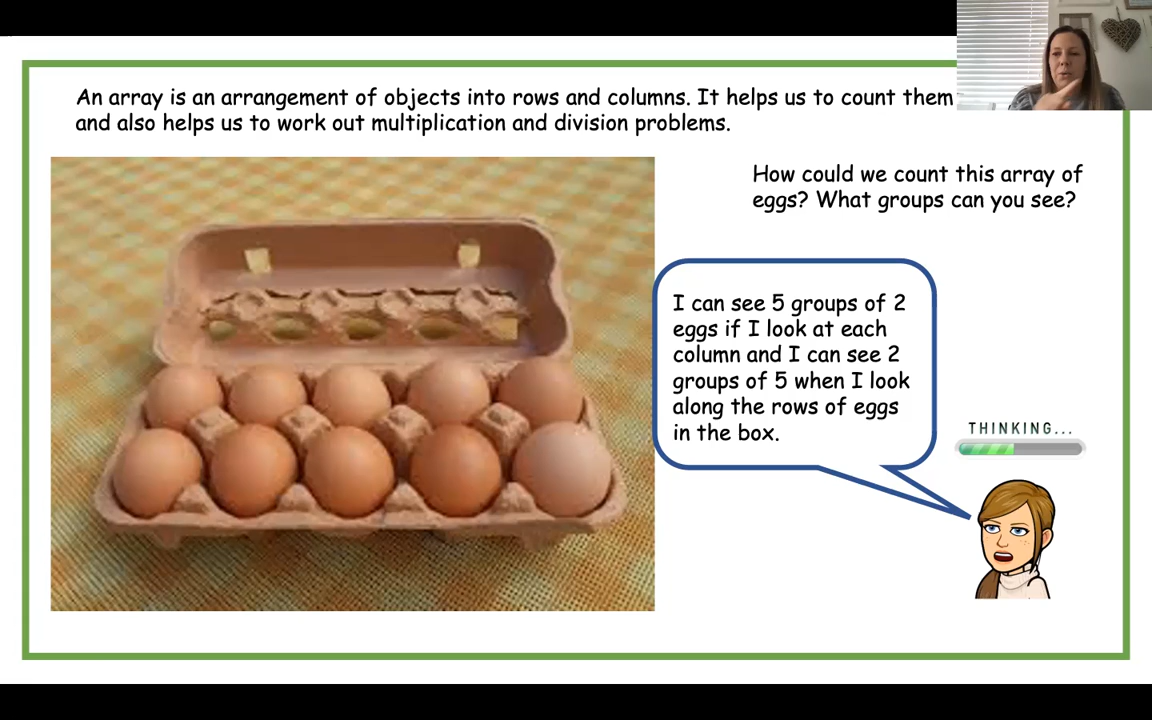 An array is an arrangement of objects into rows and columns. It helps us to count them
and also helps us to work out multiplication and division problems.
How could we count this array of
eggs? What groups can you see?
I can see 5 groups of 2
eggs if I look at each
column and I can see 2
groups of 5 when I look
along the rows of eggs
in the box.
THINKING...